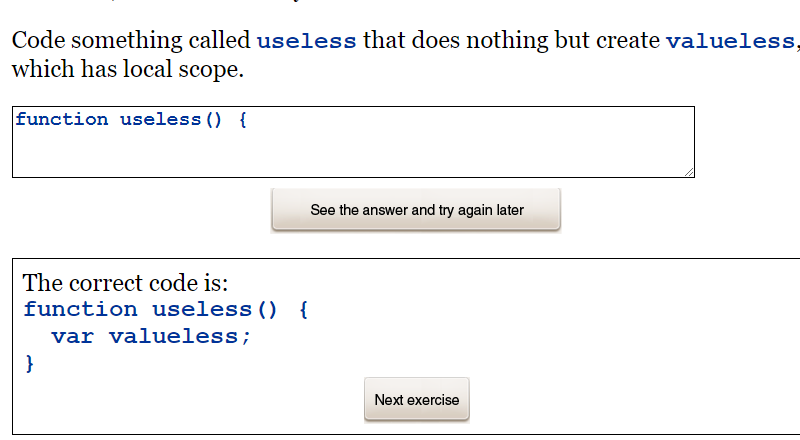 Code something called useless that does nothing but create valueless,
which has local scope.
function useless() {
See the answer and try again later
The correct code is:
function useless() {
  var valueless;
}
Next exercise